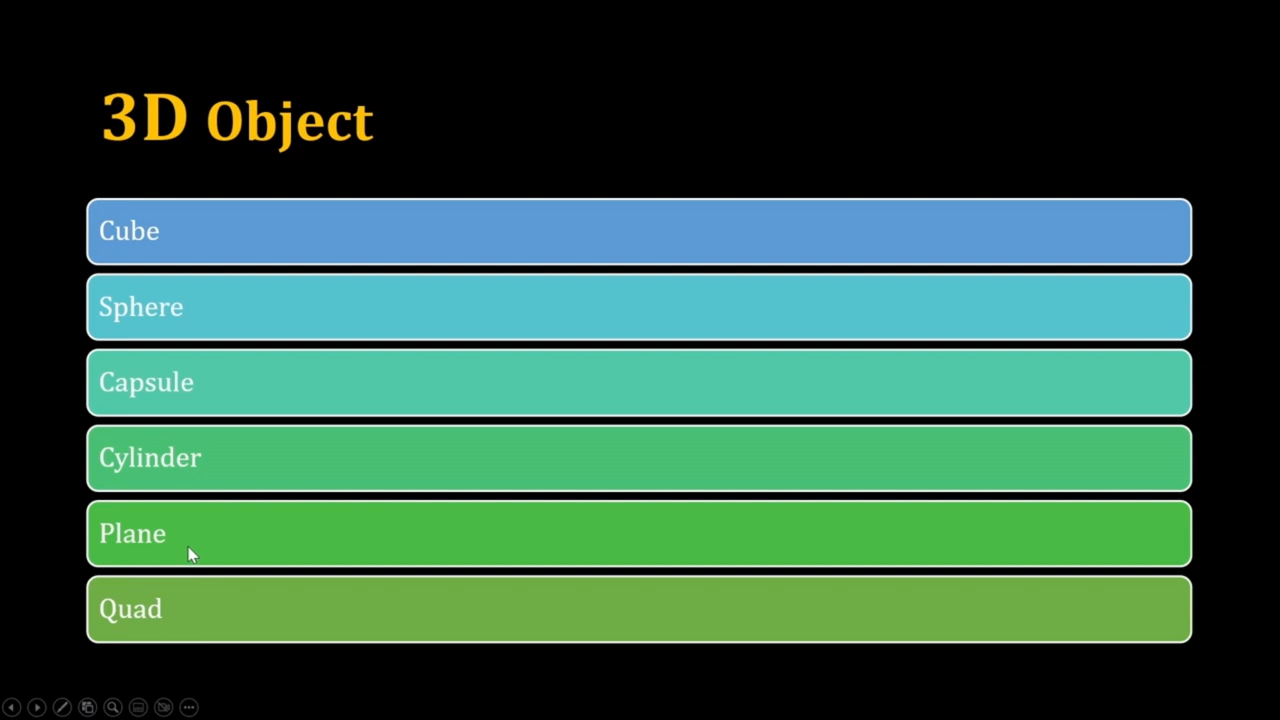 3D Object
Cube
Sphere
Capsule
Cylinder
Plane
Quad